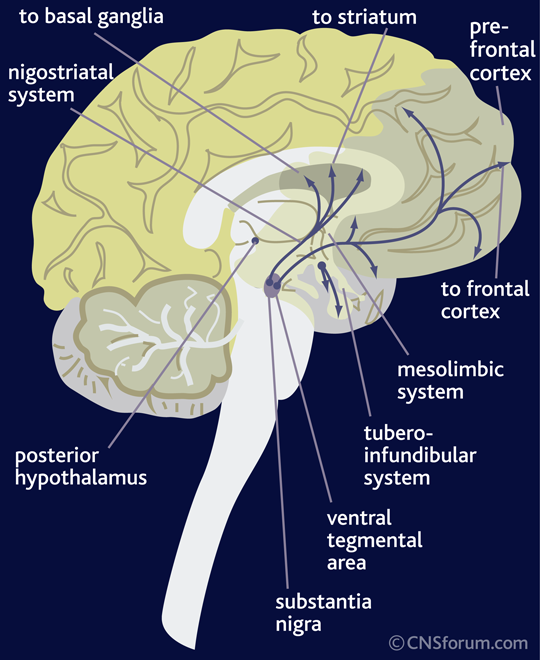 to basal ganglia
to striatum
pre-
frontal
cortex
nigostriatal
system
to frontal
cortex
mesolimbic
system
tubero-
infundibular
system
posterior
hypothalamus
ventral
tegmental
area
substantia
nigra
©CNSforum.com